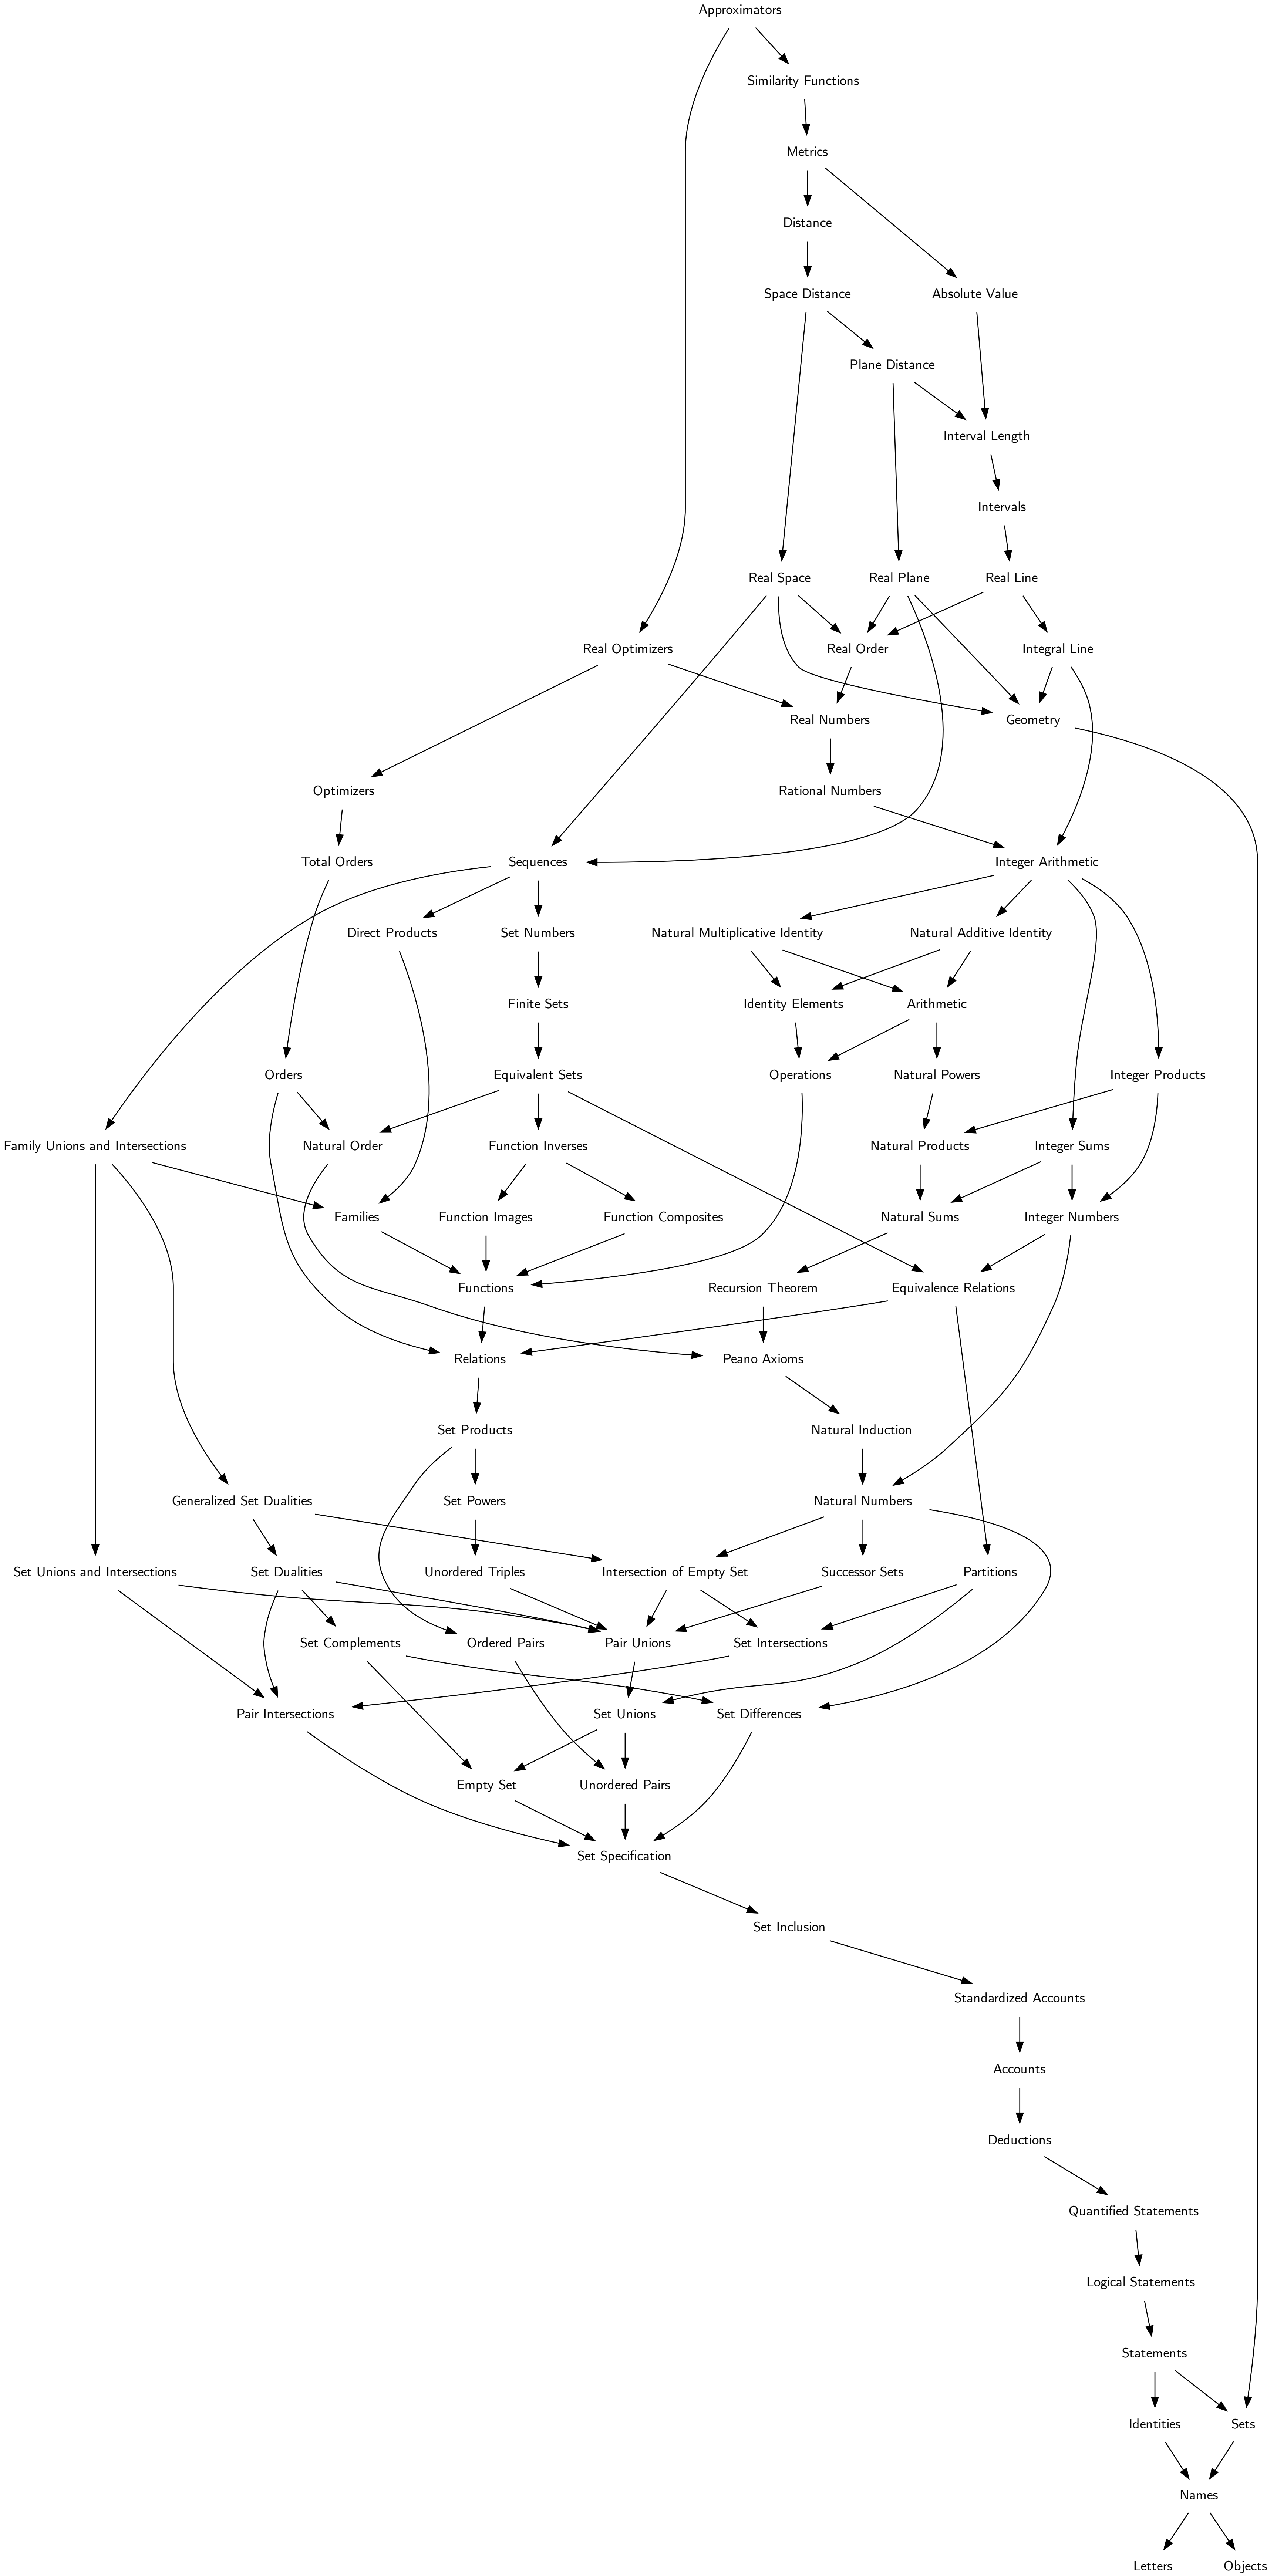 Approximators
Similarity Functions
Metrics
Distance
Space Distance
Absolute Value
Plane Distance
Interval Length
Intervals
Real Space
Real Plane
Real Line
Real Optimizers
Real Order
Integral Line
Real Numbers
Geometry
Optimizers
Rational Numbers
Total Orders
Sequences
Integer Arithmetic
Direct Products
Set Numbers
Natural Multiplicative Identity
Natural Additive Identity
Finite Sets
Identity Elements
Arithmetic
Orders
Equivalent Sets
Operations
Natural Powers
Integer Products
Family Unions and Intersections
Natural Order
Function Inverses
Natural Products
Integer Sums
Families
Function Images
Function Composites
Natural Sums
Integer Numbers
Functions
Recursion Theorem
Equivalence Relations
Relations
Peano Axioms
Set Products
Natural Induction
Generalized Set Dualities
Set Powers
Natural Numbers
Set Unions and Intersections
Set Dualities
Unordered Triples
Intersection of Empty Set
Successor Sets
Partitions
Set Complements
Ordered Pairs
Pair Unions
Set Intersections
Pair Intersections
Set Unions
Set Differences
Empty Set
Unordered Pairs
Set Specification
Set Inclusion
Standardized Accounts
Accounts
Deductions
Quantified Statements
Logical Statements
Statements
Identities
Sets
Names
Letters
Objects